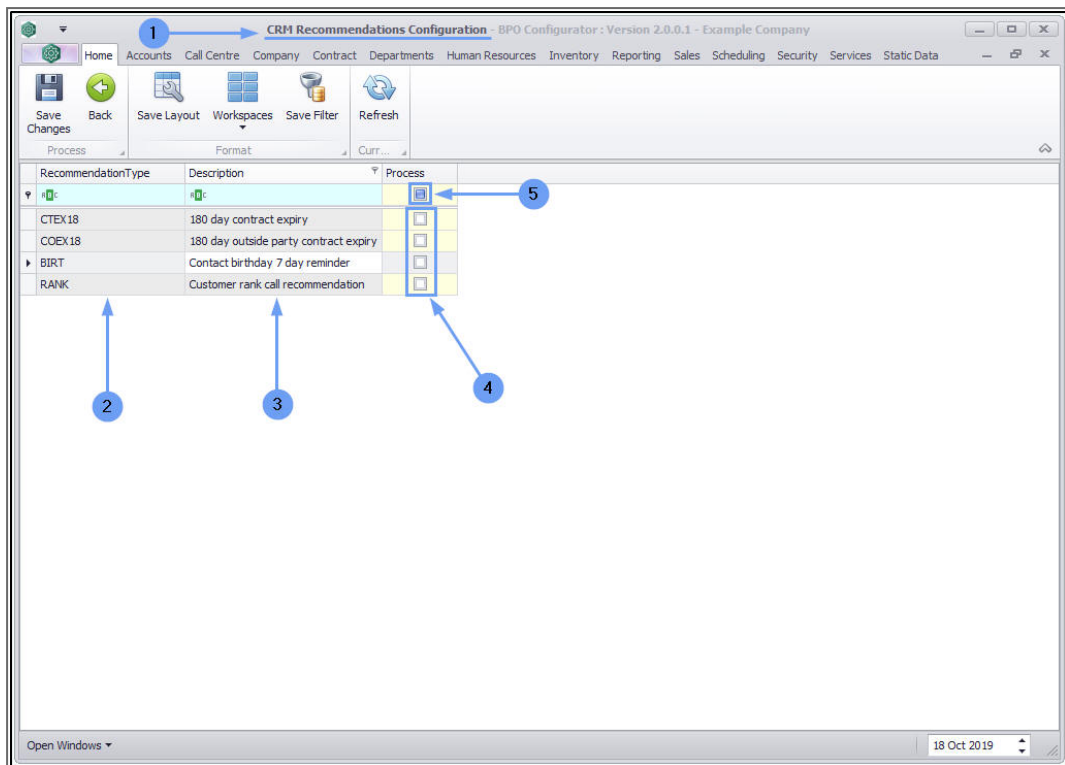 1
CRM Recommendations Configuration - BPO Configurator : Version 2.0.0.1 - Example Company
Home Accounts Call Centre Company Contract Departments Human Resources Inventory Reporting Sales Scheduling Security Services Static Data
Save Changes Back Save Layout Workspaces Save Filter Refresh
Process Format Curr...
RecommendationType Description Process
ABC ABC
5
CTEX18 180 day contract expiry
COEX18 180 day outside party contract expiry
BIRT Contact birthday 7 day reminder
RANK Customer rank call recommendation
2
3
4
Open Windows
18 Oct 2019